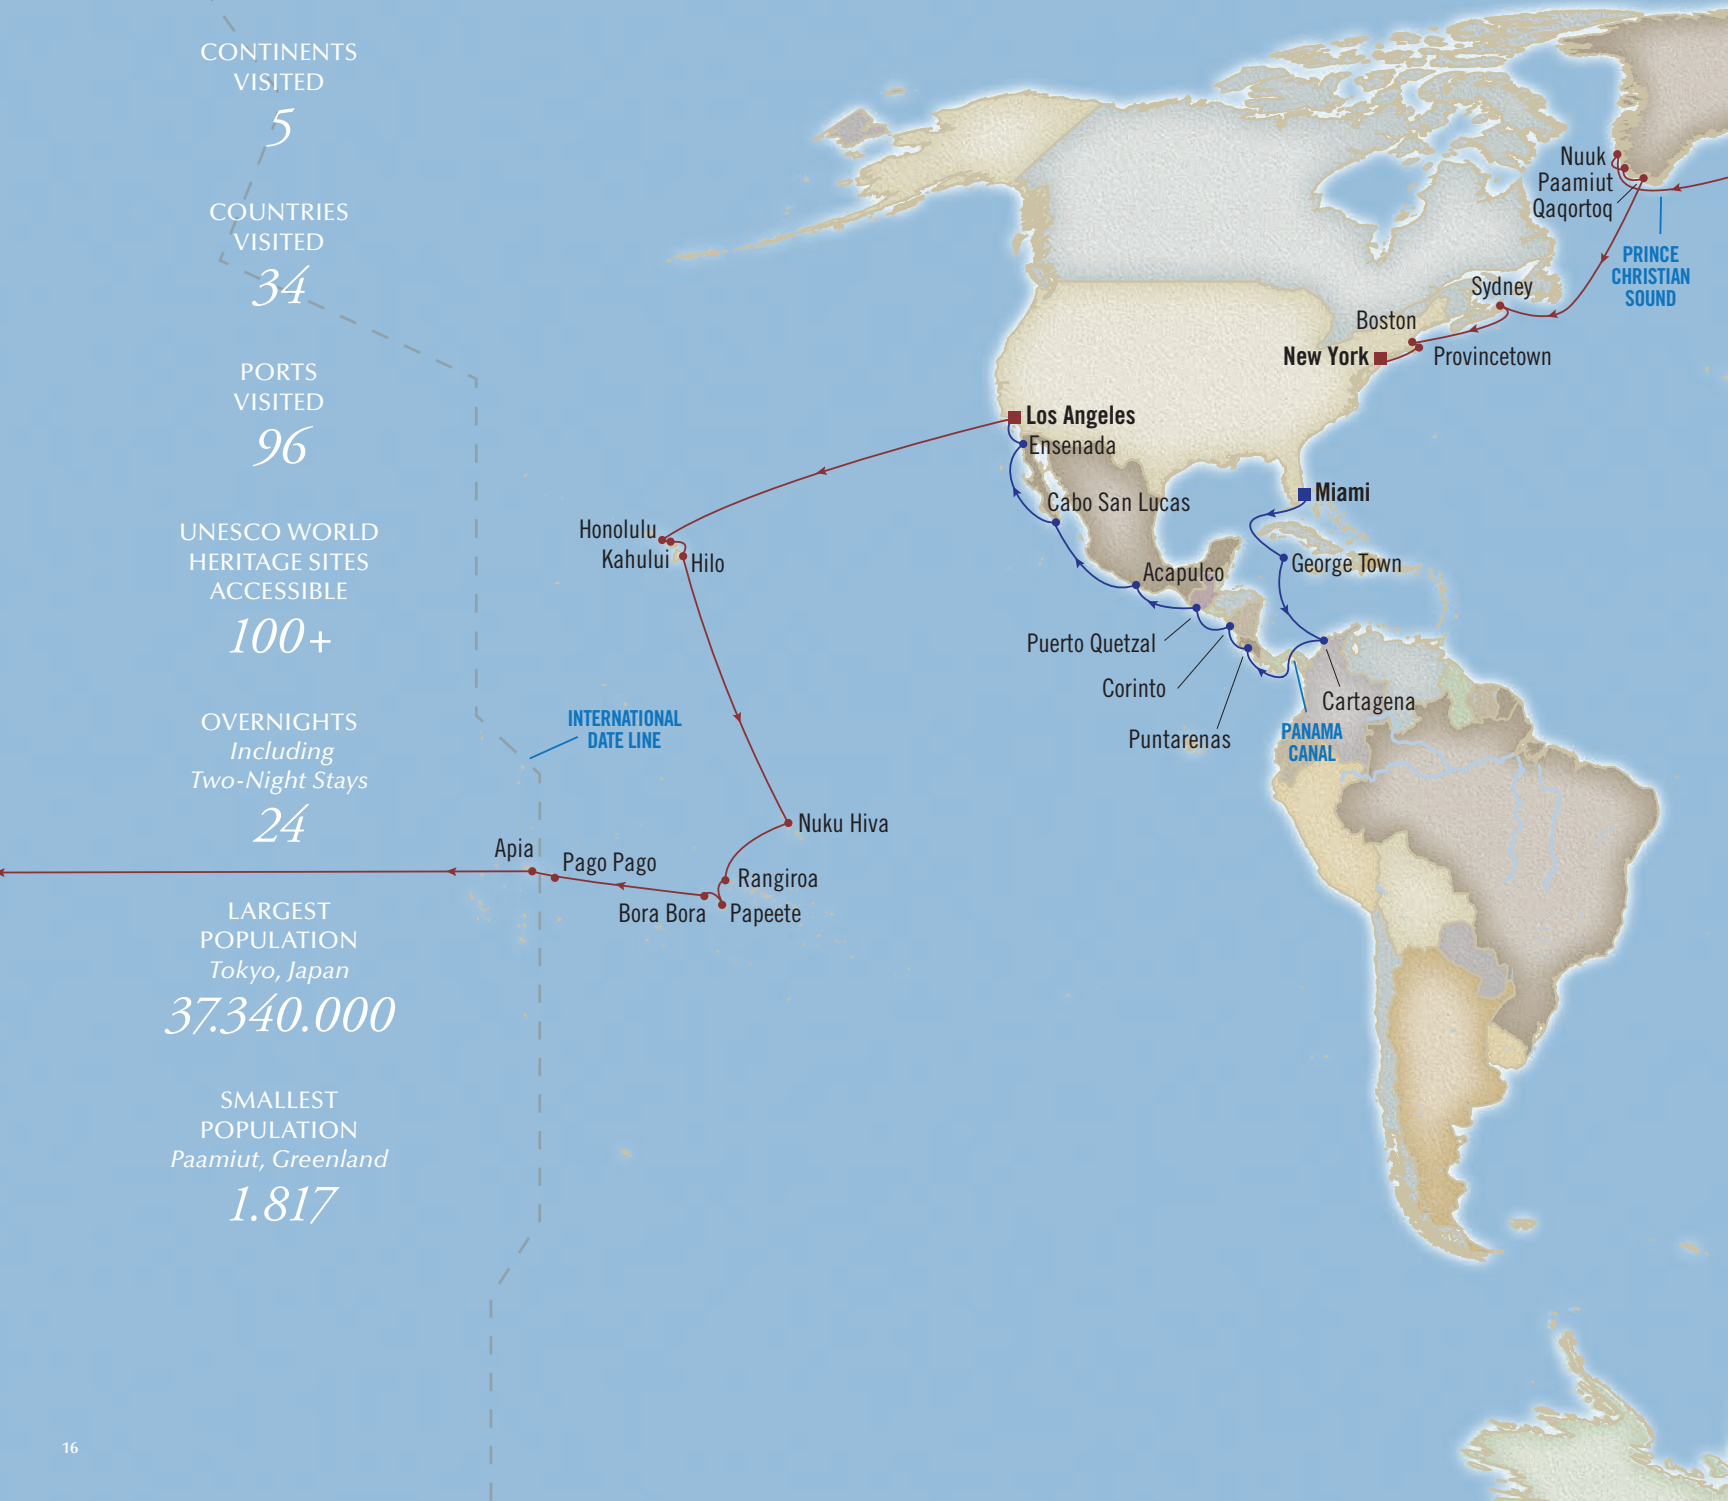 CONTINENTS
VISITED
5
COUNTRIES
VISITED
34
PORTS
VISITED
96
UNESCO WORLD
HERITAGE SITES
ACCESSIBLE
100+
OVERNIGHTS
Including
Two-Night Stays
24
LARGEST
POPULATION
Tokyo, Japan
37.340.000
SMALLEST
POPULATION
Paamiut, Greenland
1.817
Nuuk
Paamiut
Qaqortoq
PRINCE
CHRISTIAN
SOUND
Sydney
Boston
New York
Provincetown
Los Angeles
Ensenada
Miami
Cabo San Lucas
Honolulu
Kahului
Hilo
George Town
Acapulco
Puerto Quetzal
Corinto
Cartagena
Puntarenas
PANAMA
CANAL
INTERNATIONAL
DATE LINE
Nuku Hiva
Apia
Pago Pago
Rangiroa
Bora Bora
Papeete
16